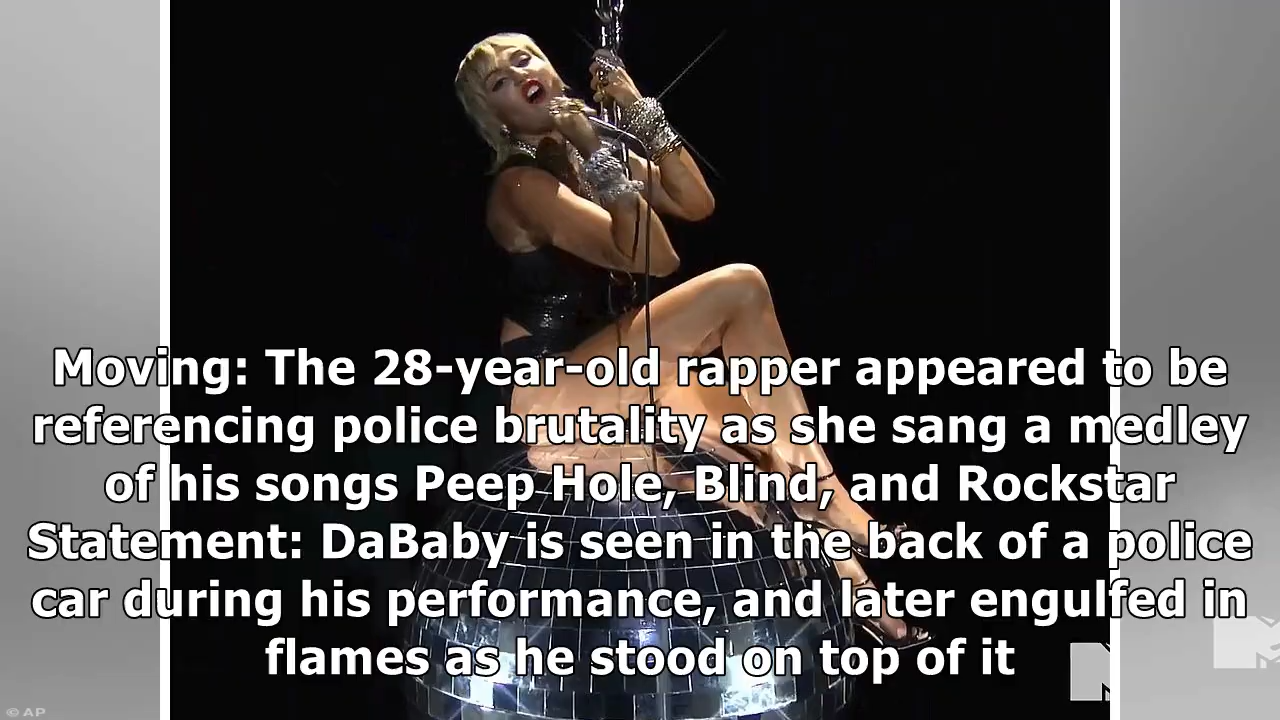 Moving: The 28-year-old rapper appeared to be
referencing police brutality as she sang a medley
of his songs Peep Hole, Blind, and Rockstar
Statement: DaBaby is seen in the back of a police
car during his performance, and later engulfed in
flames as he stood on top of it
© AP